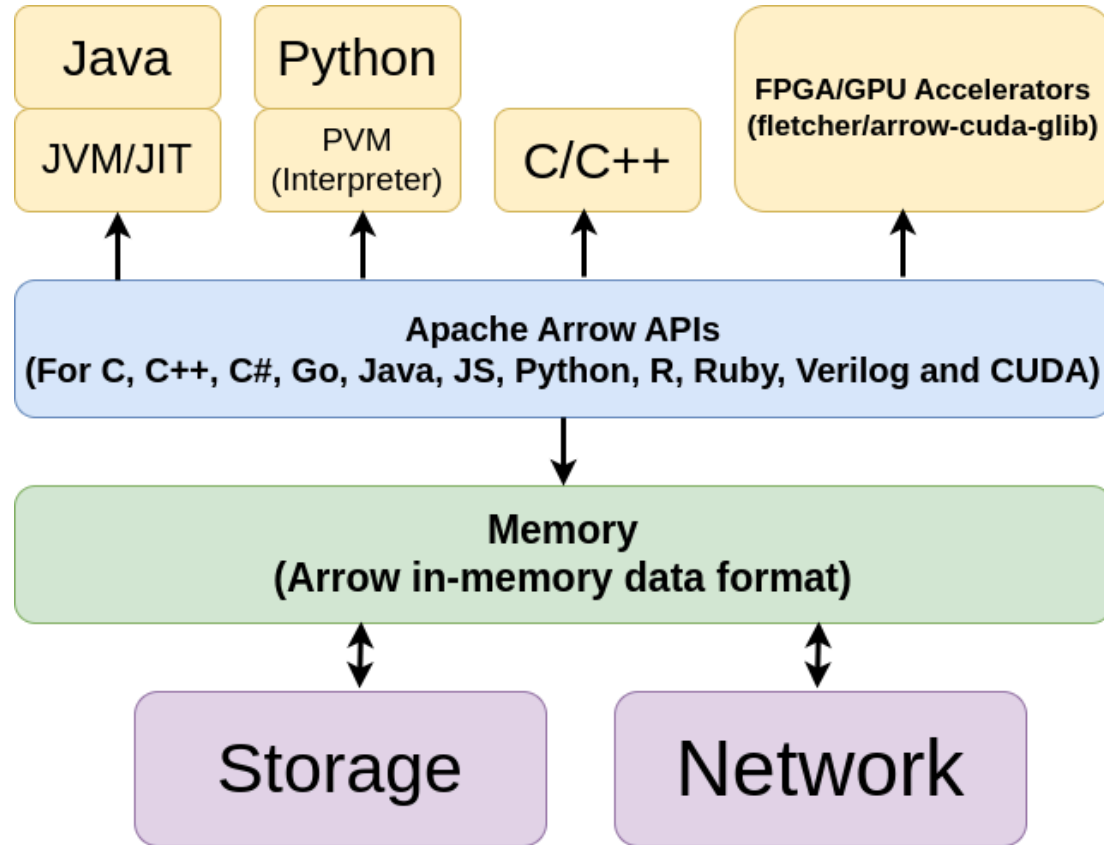 Java
JVM/JIT
Python
PVM
(Interpreter)
C/C++
FPGA/GPU Accelerators
(fletcher/arrow-cuda-glib)
Apache Arrow APIs
(For C, C++, C#, Go, Java, JS, Python, R, Ruby, Verilog and CUDA)
Memory
(Arrow in-memory data format)
Storage
Network